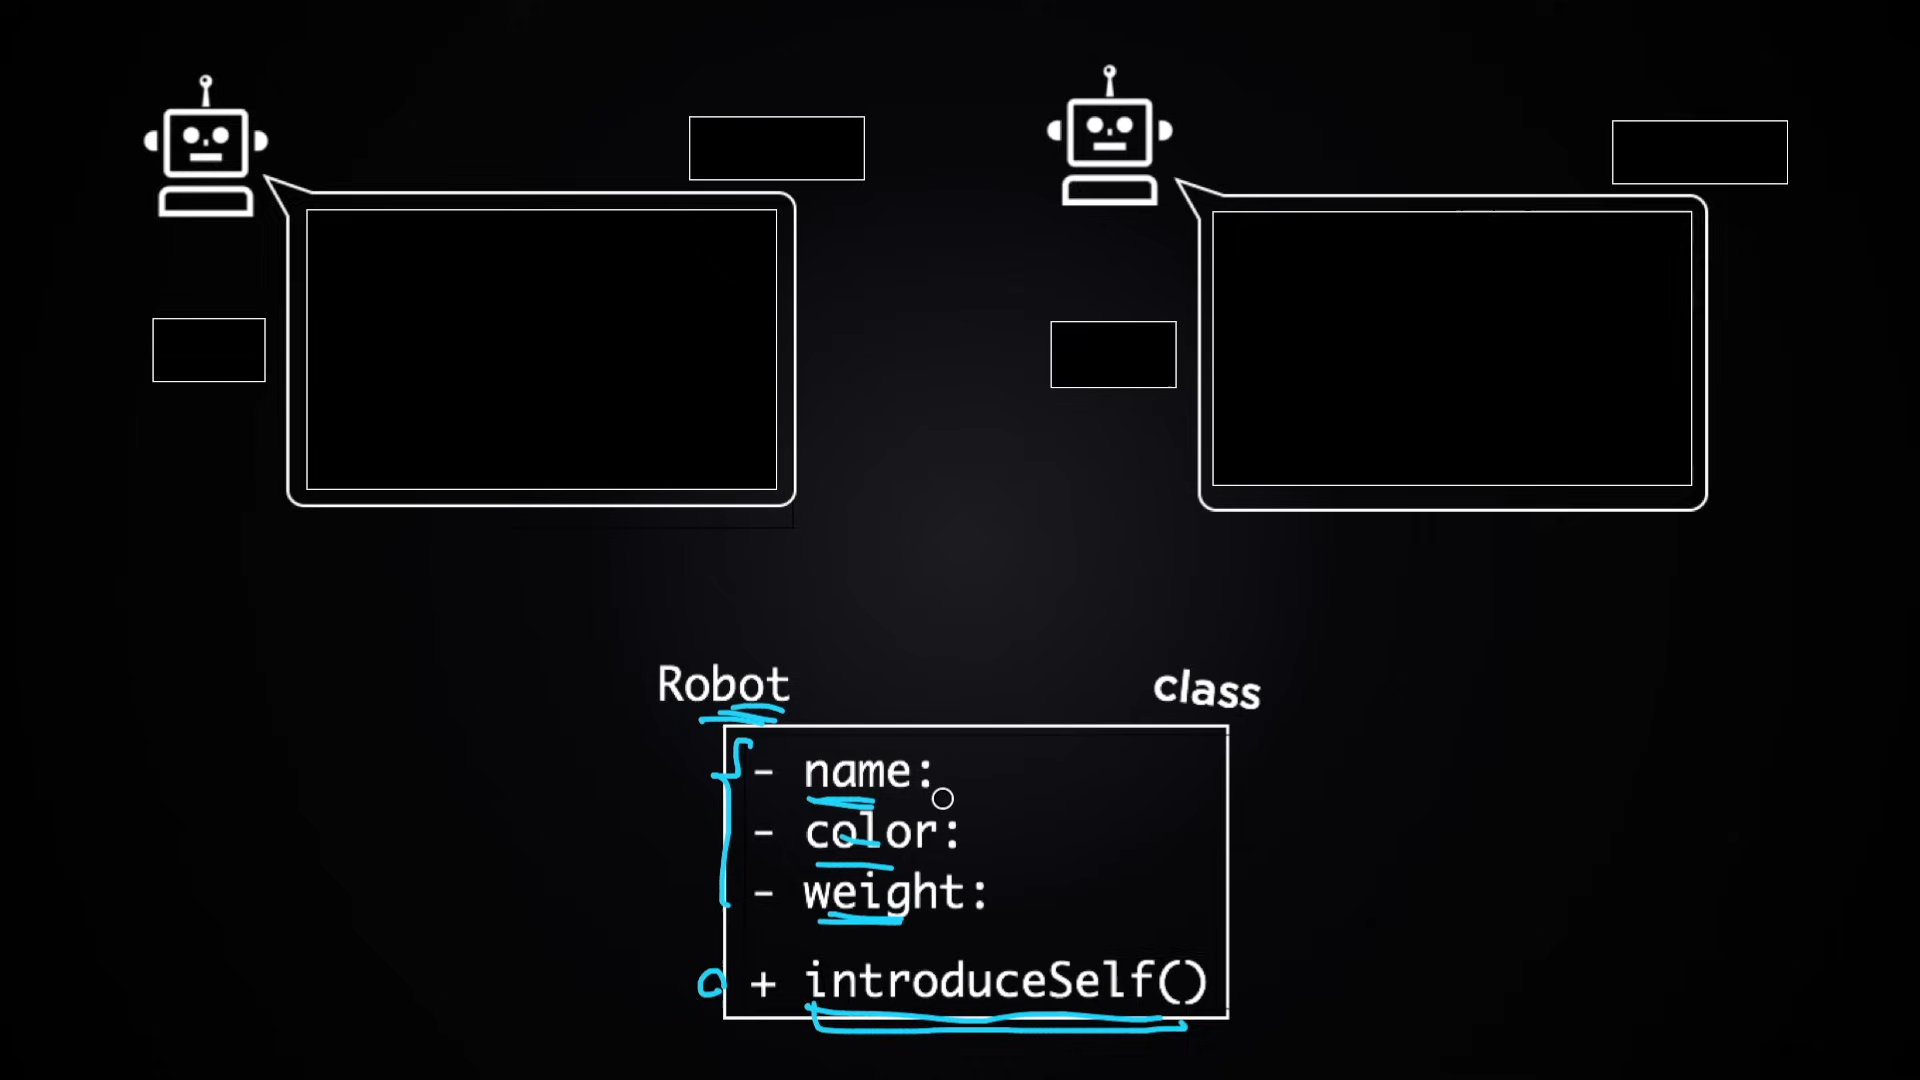 Robot
class
- name:
- color:
- weight:
+ introduceSelf()